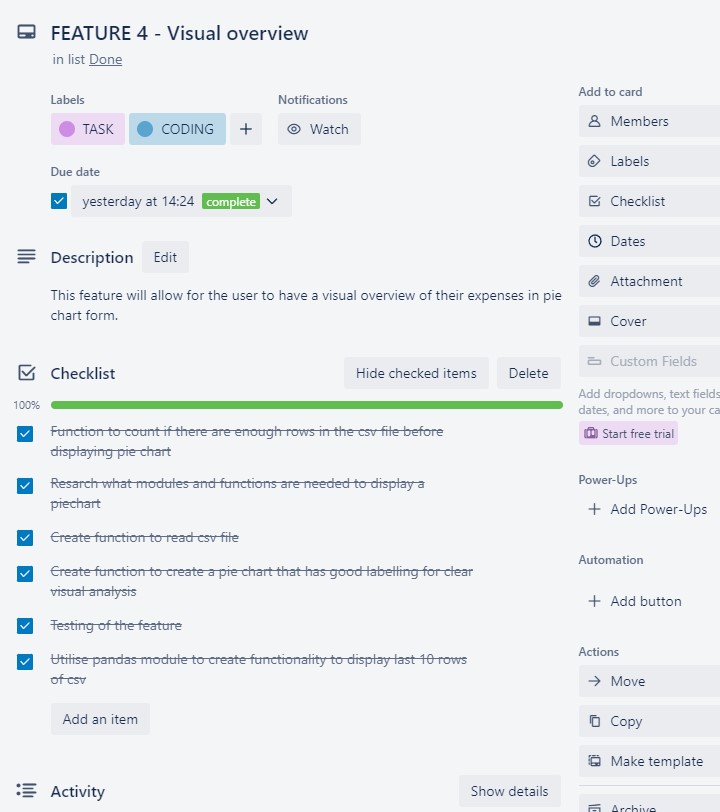 FEATURE 4 - Visual overview
in list Done
Labels
TASK
CODING
Notifications
Watch
Due date
yesterday at 14:24 complete
Description
Edit
This feature will allow for the user to have a visual overview of their expenses in pie
chart form.
Checklist
Hide checked items
Delete
100%
Function to count if there are enough rows in the csv file before
displaying pie chart
Resarch what modules and functions are needed to display a
piechart
Create function to read csv file
Create function to create a pie chart that has good labelling for clear
visual analysis
Testing of the feature
Utilise pandas module to create functionality to display last 10 rows
of csv
Add an item
Activity
Show details
Add to card
Members
Labels
Checklist
Dates
Attachment
Cover
Custom Fields
Add dropdowns, text fields
dates, and more to your ca
Start free trial
Power-Ups
Add Power-Ups
Automation
Add button
Actions
Move
Copy
Make template
Archive